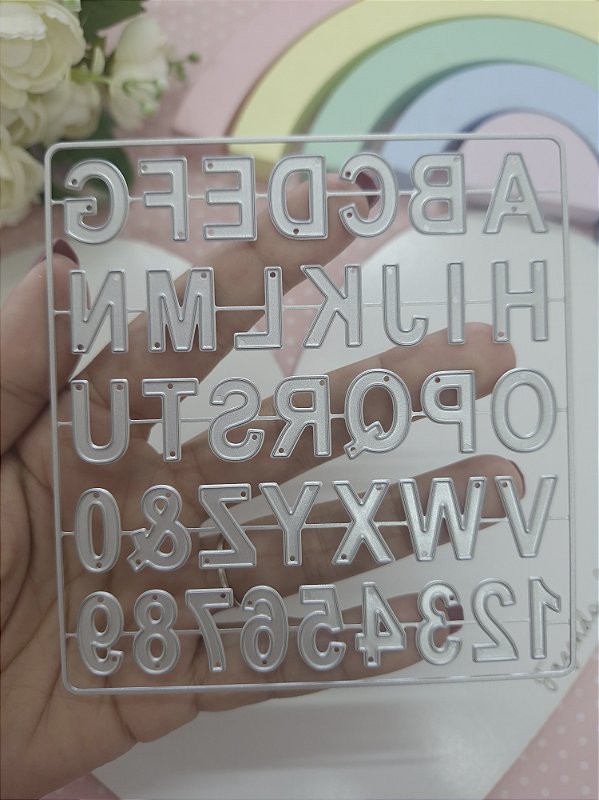 ABCDEFG
HIJKLMN
OPQRSTU
VWXYZ&0
123456789